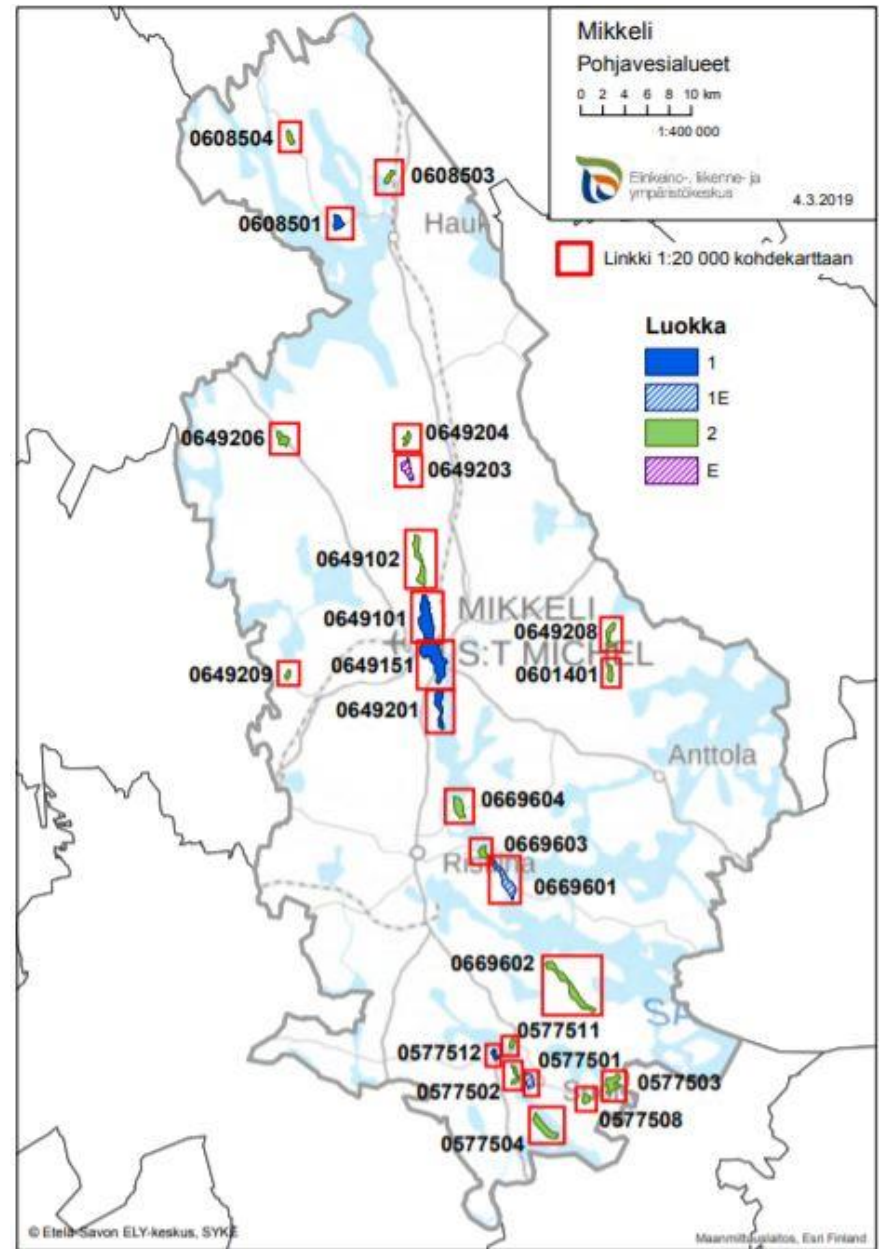 Mikkeli
Pohjavesialueet
0 2 4 6 8 10 km
1:400 000
Elinkeino-, liikenne- ja
ympäristökeskus
4.3.2019
Linkki 1:20 000 kohdekarttaan
Luokka
1
1E
2
E
0608504
0608503
0608501
Hauk
0649206
0649204
0649203
0649102
0649101
MIKKELI
0649208
0649151
S:T MICHEL
0649209
0601401
0649201
Anttola
0669604
0669603
0669601
0669602
0577511
0577512
0577501
0577502
0577503
0577508
0577504
© Etelä-Savon ELY-keskus, SYKE
Maanmittauslaitos, Esri Finland